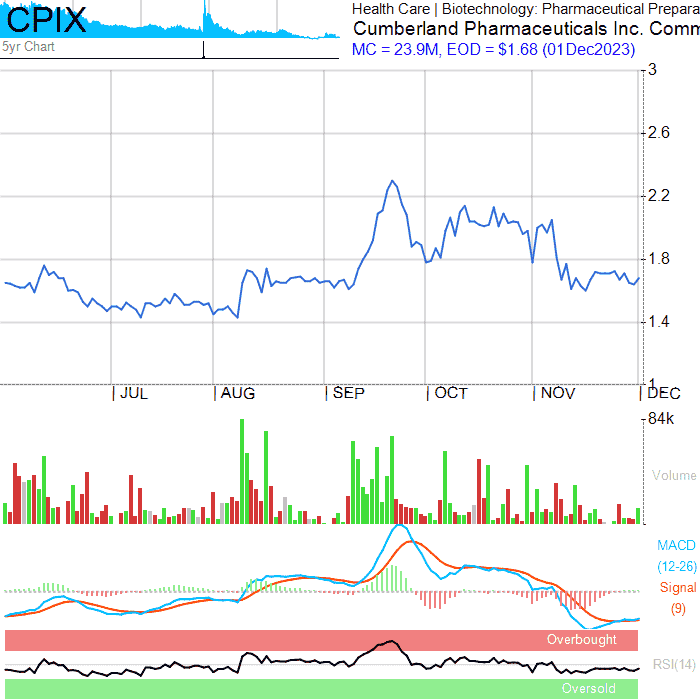 CPIX
5yr Chart
Health Care | Biotechnology: Pharmaceutical Prepara
Cumberland Pharmaceuticals Inc. Comm
MC = 23.9M, EOD = $1.68 (01Dec2023)
3
2.6
2.2
1.8
1.4
1
JUL AUG SEP OCT NOV DEC
84k
Volume
MACD
(12-26)
Signal
(9)
Overbought
RSI(14)
Oversold